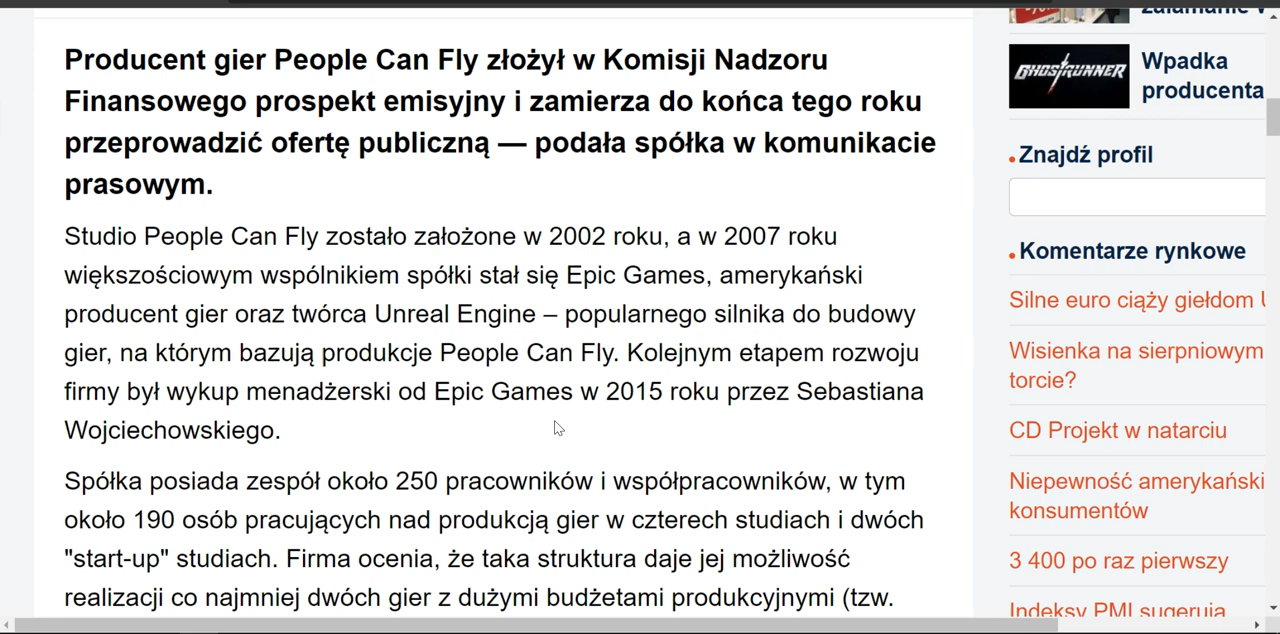 Producent gier People Can Fly złożył w Komisji Nadzoru
Finansowego prospekt emisyjny i zamierza do końca tego roku
przeprowadzić ofertę publiczną — podała spółka w komunikacie
prasowym.
Studio People Can Fly zostało założone w 2002 roku, a w 2007 roku
większościowym wspólnikiem spółki stał się Epic Games, amerykański
producent gier oraz twórca Unreal Engine – popularnego silnika do budowy
gier, na którym bazują produkcje People Can Fly. Kolejnym etapem rozwoju
firmy był wykup menadżerski od Epic Games w 2015 roku przez Sebastiana
Wojciechowskiego.
Spółka posiada zespół około 250 pracowników i współpracowników, w tym
około 190 osób pracujących nad produkcją gier w czterech studiach i dwóch
"start-up" studiach. Firma ocenia, że taka struktura daje jej możliwość
realizacji co najmniej dwóch gier z dużymi budżetami produkcyjnymi (tzw.
GHOSTRUNNER
Wpadka
producenta
Znajdź profil
Komentarze rynkowe
Silne euro ciąży giełdom
Wisienka na sierpniowym
torcie?
CD Projekt w natarciu
Niepewność amerykański
konsumentów
3 400 po raz pierwszy
Indeksy PMI sugerują